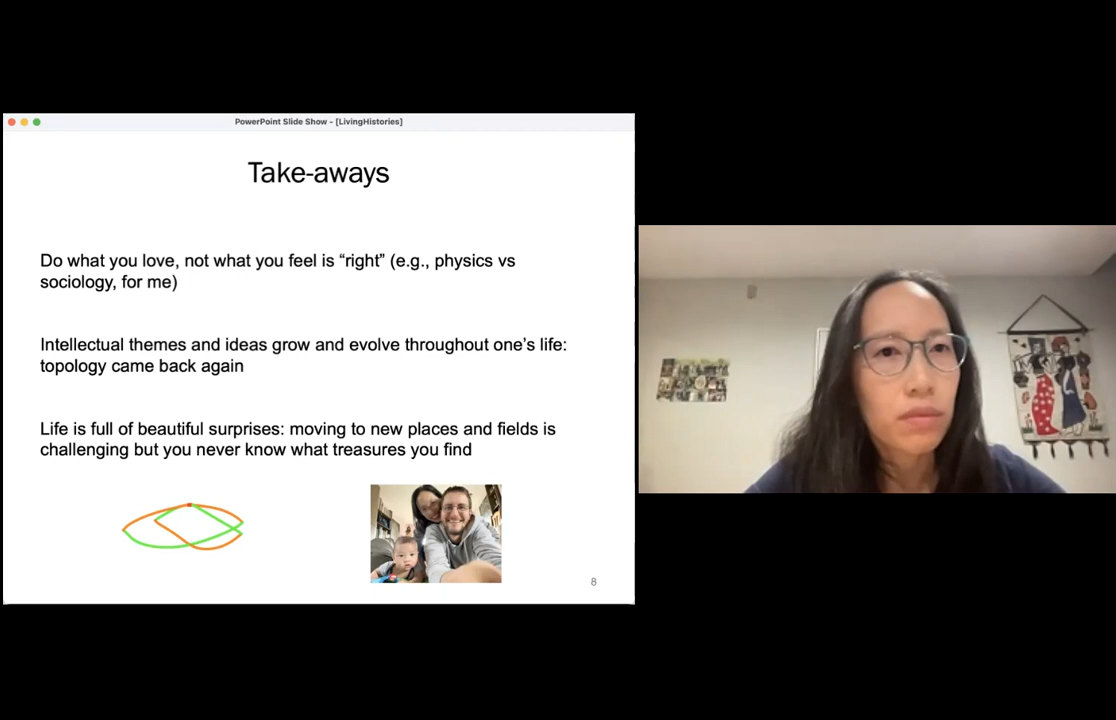 PowerPoint Slide Show - [LivingHistories]
Take-aways
Do what you love, not what you feel is “right” (e.g., physics vs
sociology, for me)
Intellectual themes and ideas grow and evolve throughout one’s life:
topology came back again
Life is full of beautiful surprises: moving to new places and fields is
challenging but you never know what treasures you find
8